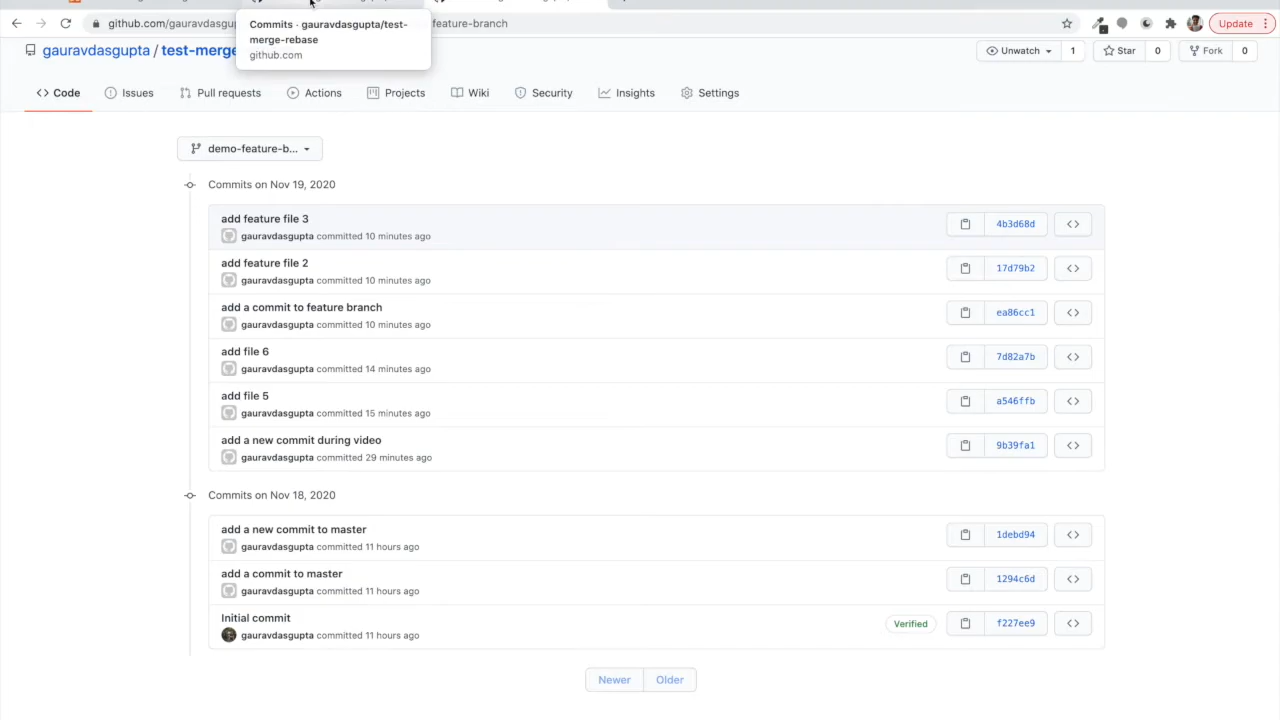 github.com/gauravdasgu
feature-branch
Update
Commits · gauravdasgupta/test-
merge-rebase
github.com
gauravdasgupta / test-merge
Unwatch 1
Star 0
Fork 0
Code
Issues
Pull requests
Actions
Projects
Wiki
Security
Insights
Settings
demo-feature-b...
Commits on Nov 19, 2020
add feature file 3
gauravdasgupta committed 10 minutes ago
4b3d68d
add feature file 2
gauravdasgupta committed 10 minutes ago
17d79b2
add a commit to feature branch
gauravdasgupta committed 10 minutes ago
ea86cc1
add file 6
gauravdasgupta committed 14 minutes ago
7d82a7b
add file 5
gauravdasgupta committed 15 minutes ago
a546ffb
add a new commit during video
gauravdasgupta committed 29 minutes ago
9b39fa1
Commits on Nov 18, 2020
add a new commit to master
gauravdasgupta committed 11 hours ago
1debd94
add a commit to master
gauravdasgupta committed 11 hours ago
1294c6d
Initial commit
gauravdasgupta committed 11 hours ago
Verified
f227ee9
Newer
Older